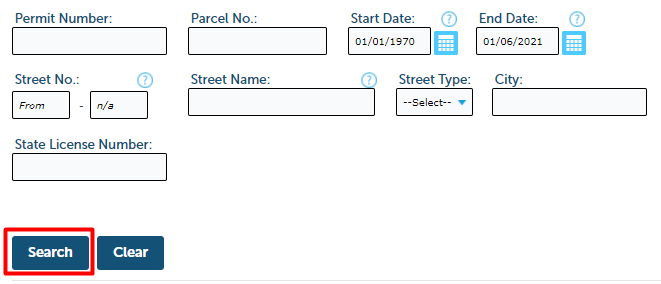 Permit Number: Parcel No.: Start Date: ? End Date: ?
01/01/1970 01/06/2021
Street No.: ? Street Name: ? Street Type: City:
From - n/a --Select--
State License Number:
Search Clear